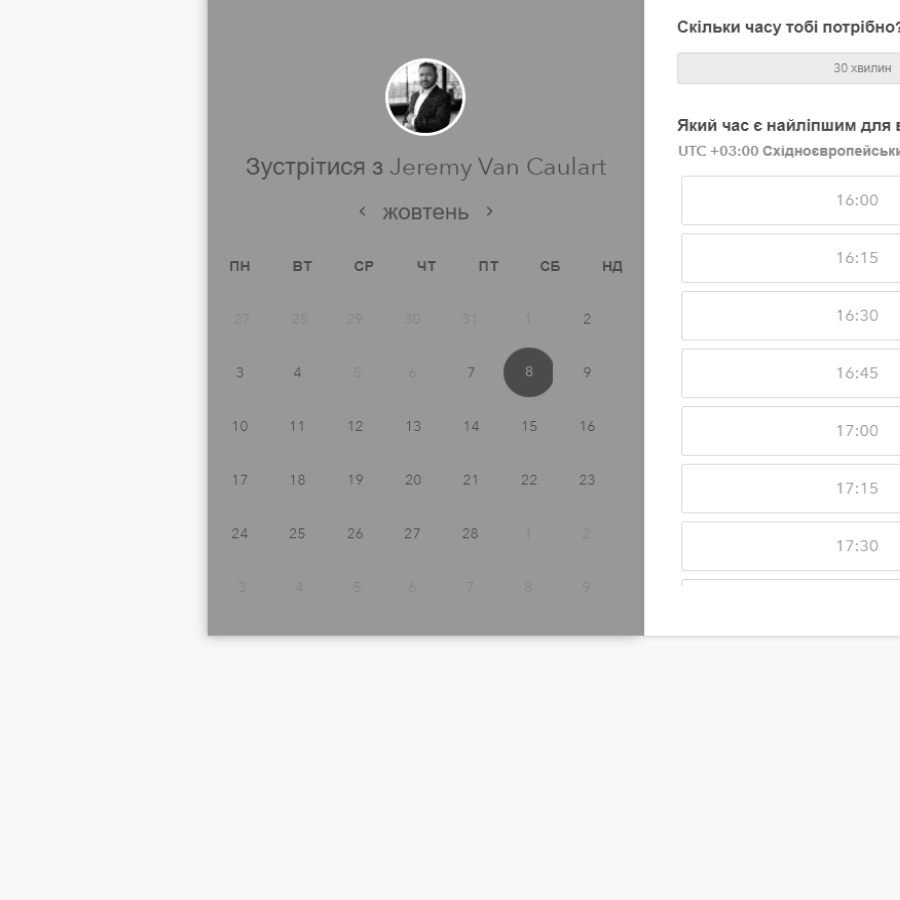 Зустрітися з Jeremy Van Caulart
‹ жовтень ›
ПН ВТ СР ЧТ ПТ СБ НД
27 28 29 30 31 1 2
3 4 5 6 7 8 9
10 11 12 13 14 15 16
17 18 19 20 21 22 23
24 25 26 27 28 1 2
3 4 5 6 7 8 9
Скільки часу тобі потрібно?
30 хвилин
Який час є найліпшим для в
UTC +03:00 Східноєвропейськи
16:00
16:15
16:30
16:45
17:00
17:15
17:30